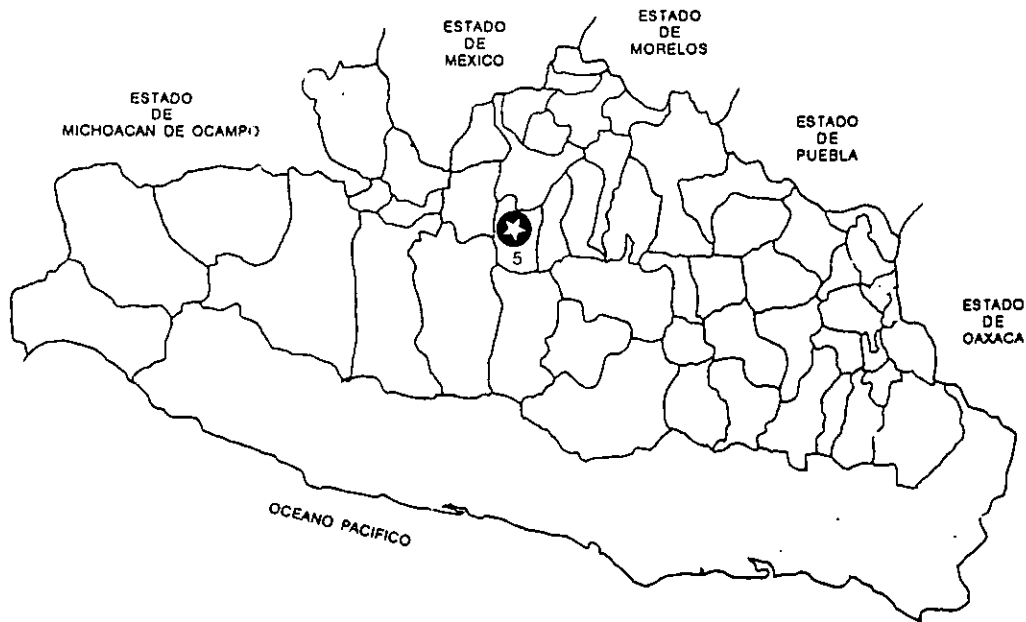 ESTADO
DE
MEXICO
ESTADO
DE
MORELOS
ESTADO
DE
MICHOACAN DE OCAMPO
ESTADO
DE
PUEBLA
5
ESTADO
DE
OAXACA
OCEANO PACIFICO